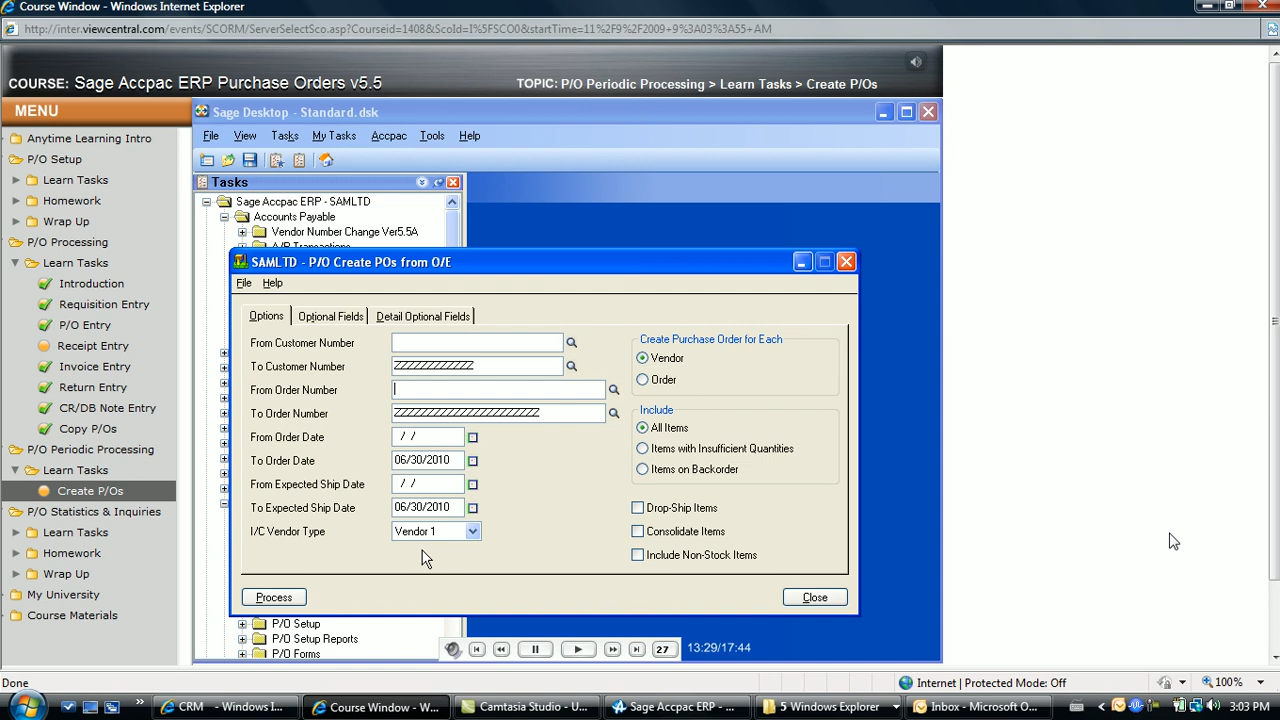 Course Window - Windows Internet Explorer
http://inter.viewcentral.com/events/SCORM/ServerSelectSco.asp?Courseid=1408&ScoId=I%5FSCO0&startTime=11%2F9%2F2009+9%3A03%3A55+AM
COURSE: Sage Accpac ERP Purchase Orders v5.5
TOPIC: P/O Periodic Processing > Learn Tasks > Create P/Os
MENU
Anytime Learning Intro
P/O Setup
Learn Tasks
Homework
Wrap Up
P/O Processing
Learn Tasks
Introduction
Requisition Entry
P/O Entry
Receipt Entry
Invoice Entry
Return Entry
CR/DB Note Entry
Copy P/Os
P/O Periodic Processing
Learn Tasks
Create P/Os
P/O Statistics & Inquiries
Learn Tasks
Homework
Wrap Up
My University
Course Materials
Sage Desktop - Standard.dsk
File View Tasks My Tasks Accpac Tools Help
Tasks
Sage Accpac ERP - SAMLTD
Accounts Payable
Vendor Number Change Ver5.5A
A/P Transactions
SAMLTD - P/O Create POs from O/E
File Help
Options Optional Fields Detail Optional Fields
From Customer Number
To Customer Number ZZZZZZZZZZZZ
From Order Number
To Order Number ZZZZZZZZZZZZZZZZZZZZZZ
From Order Date / /
To Order Date 06/30/2010
From Expected Ship Date / /
To Expected Ship Date 06/30/2010
I/C Vendor Type Vendor 1
Create Purchase Order for Each
Vendor
Order
Include
All Items
Items with Insufficient Quantities
Items on Backorder
Drop-Ship Items
Consolidate Items
Include Non-Stock Items
Process Close
P/O Setup
P/O Setup Reports
P/O Forms
27 13:29/17:44
Done
Internet | Protected Mode: Off
100%
CRM - Windows I...
Course Window - W...
Camtasia Studio - U...
Sage Accpac ERP - ...
5 Windows Explorer
Inbox - Microsoft O...
3:03 PM